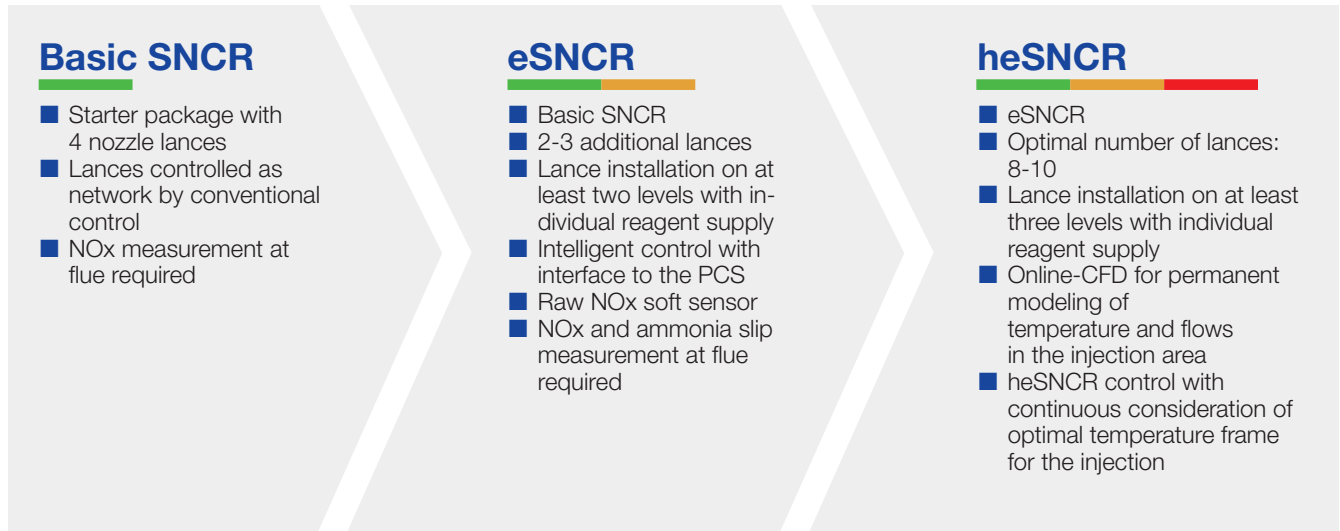 Basic SNCR
Starter package with
4 nozzle lances
Lances controlled as
network by conventional
control
NOx measurement at
flue required
eSNCR
Basic SNCR
2-3 additional lances
Lance installation on at
least two levels with in-
dividual reagent supply
Intelligent control with
interface to the PCS
Raw NOx soft sensor
NOx and ammonia slip
measurement at flue
required
heSNCR
eSNCR
Optimal number of lances:
8-10
Lance installation on at least
three levels with individual
reagent supply
Online-CFD for permanent
modeling of
temperature and flows
in the injection area
heSNCR control with
continuous consideration of
optimal temperature frame
for the injection